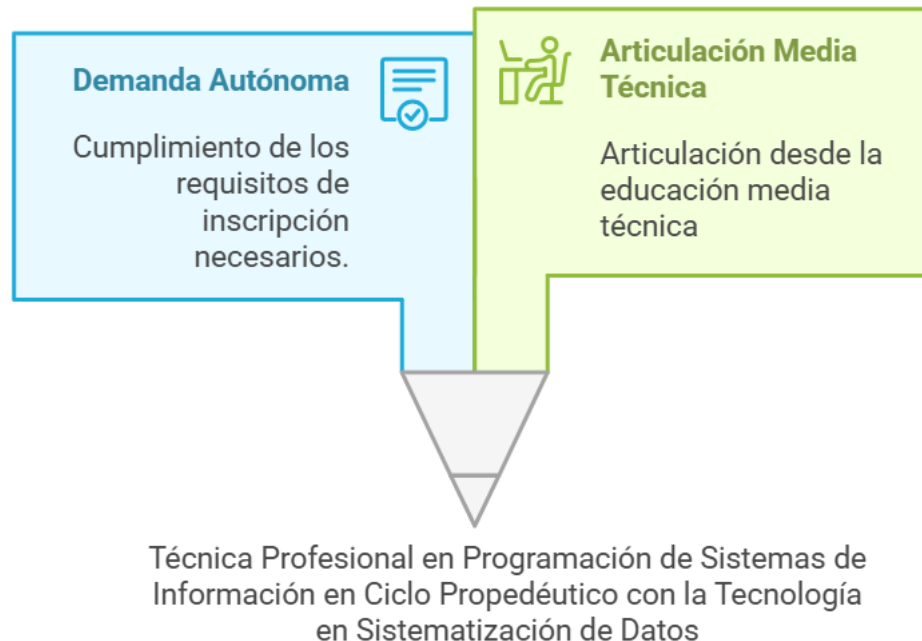 Demanda Autónoma
Cumplimiento de los
requisitos de
inscripción
necesarios.
Articulación Media
Técnica
Articulación desde la
educación media
técnica
Técnica Profesional en Programación de Sistemas de
Información en Ciclo Propedéutico con la Tecnología
en Sistematización de Datos